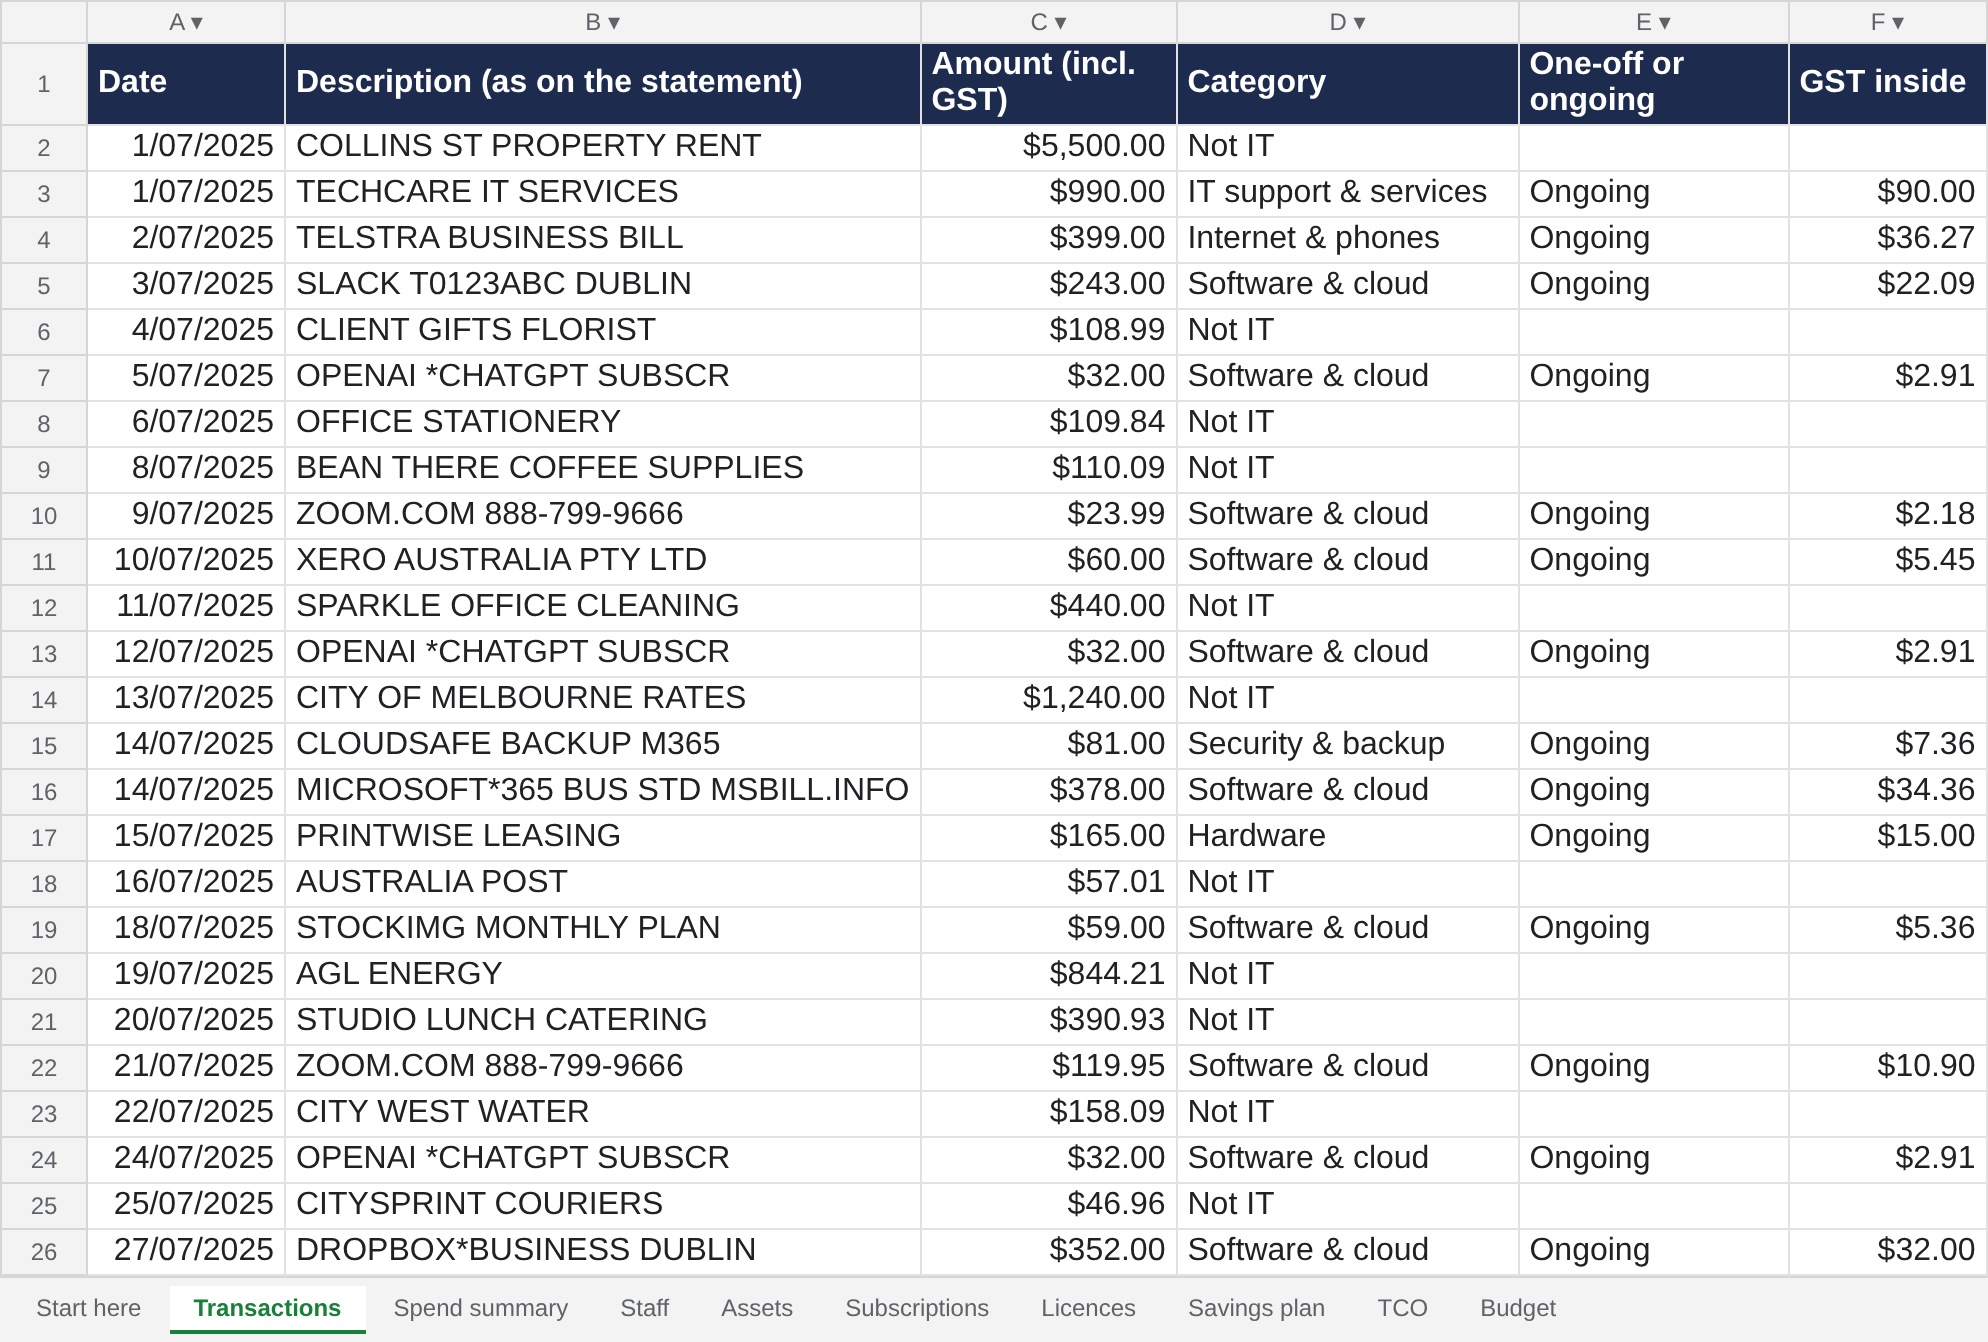 A ▾ B ▾ C ▾ D ▾ E ▾ F ▾
1 Date Description (as on the statement) Amount (incl. GST) Category One-off or ongoing GST inside
2 1/07/2025 COLLINS ST PROPERTY RENT $5,500.00 Not IT
3 1/07/2025 TECHCARE IT SERVICES $990.00 IT support & services Ongoing $90.00
4 2/07/2025 TELSTRA BUSINESS BILL $399.00 Internet & phones Ongoing $36.27
5 3/07/2025 SLACK T0123ABC DUBLIN $243.00 Software & cloud Ongoing $22.09
6 4/07/2025 CLIENT GIFTS FLORIST $108.99 Not IT
7 5/07/2025 OPENAI *CHATGPT SUBSCR $32.00 Software & cloud Ongoing $2.91
8 6/07/2025 OFFICE STATIONERY $109.84 Not IT
9 8/07/2025 BEAN THERE COFFEE SUPPLIES $110.09 Not IT
10 9/07/2025 ZOOM.COM 888-799-9666 $23.99 Software & cloud Ongoing $2.18
11 10/07/2025 XERO AUSTRALIA PTY LTD $60.00 Software & cloud Ongoing $5.45
12 11/07/2025 SPARKLE OFFICE CLEANING $440.00 Not IT
13 12/07/2025 OPENAI *CHATGPT SUBSCR $32.00 Software & cloud Ongoing $2.91
14 13/07/2025 CITY OF MELBOURNE RATES $1,240.00 Not IT
15 14/07/2025 CLOUDSAFE BACKUP M365 $81.00 Security & backup Ongoing $7.36
16 14/07/2025 MICROSOFT*365 BUS STD MSBILL.INFO $378.00 Software & cloud Ongoing $34.36
17 15/07/2025 PRINTWISE LEASING $165.00 Hardware Ongoing $15.00
18 16/07/2025 AUSTRALIA POST $57.01 Not IT
19 18/07/2025 STOCKIMG MONTHLY PLAN $59.00 Software & cloud Ongoing $5.36
20 19/07/2025 AGL ENERGY $844.21 Not IT
21 20/07/2025 STUDIO LUNCH CATERING $390.93 Not IT
22 21/07/2025 ZOOM.COM 888-799-9666 $119.95 Software & cloud Ongoing $10.90
23 22/07/2025 CITY WEST WATER $158.09 Not IT
24 24/07/2025 OPENAI *CHATGPT SUBSCR $32.00 Software & cloud Ongoing $2.91
25 25/07/2025 CITYSPRINT COURIERS $46.96 Not IT
26 27/07/2025 DROPBOX*BUSINESS DUBLIN $352.00 Software & cloud Ongoing $32.00
Start here Transactions Spend summary Staff Assets Subscriptions Licences Savings plan TCO Budget